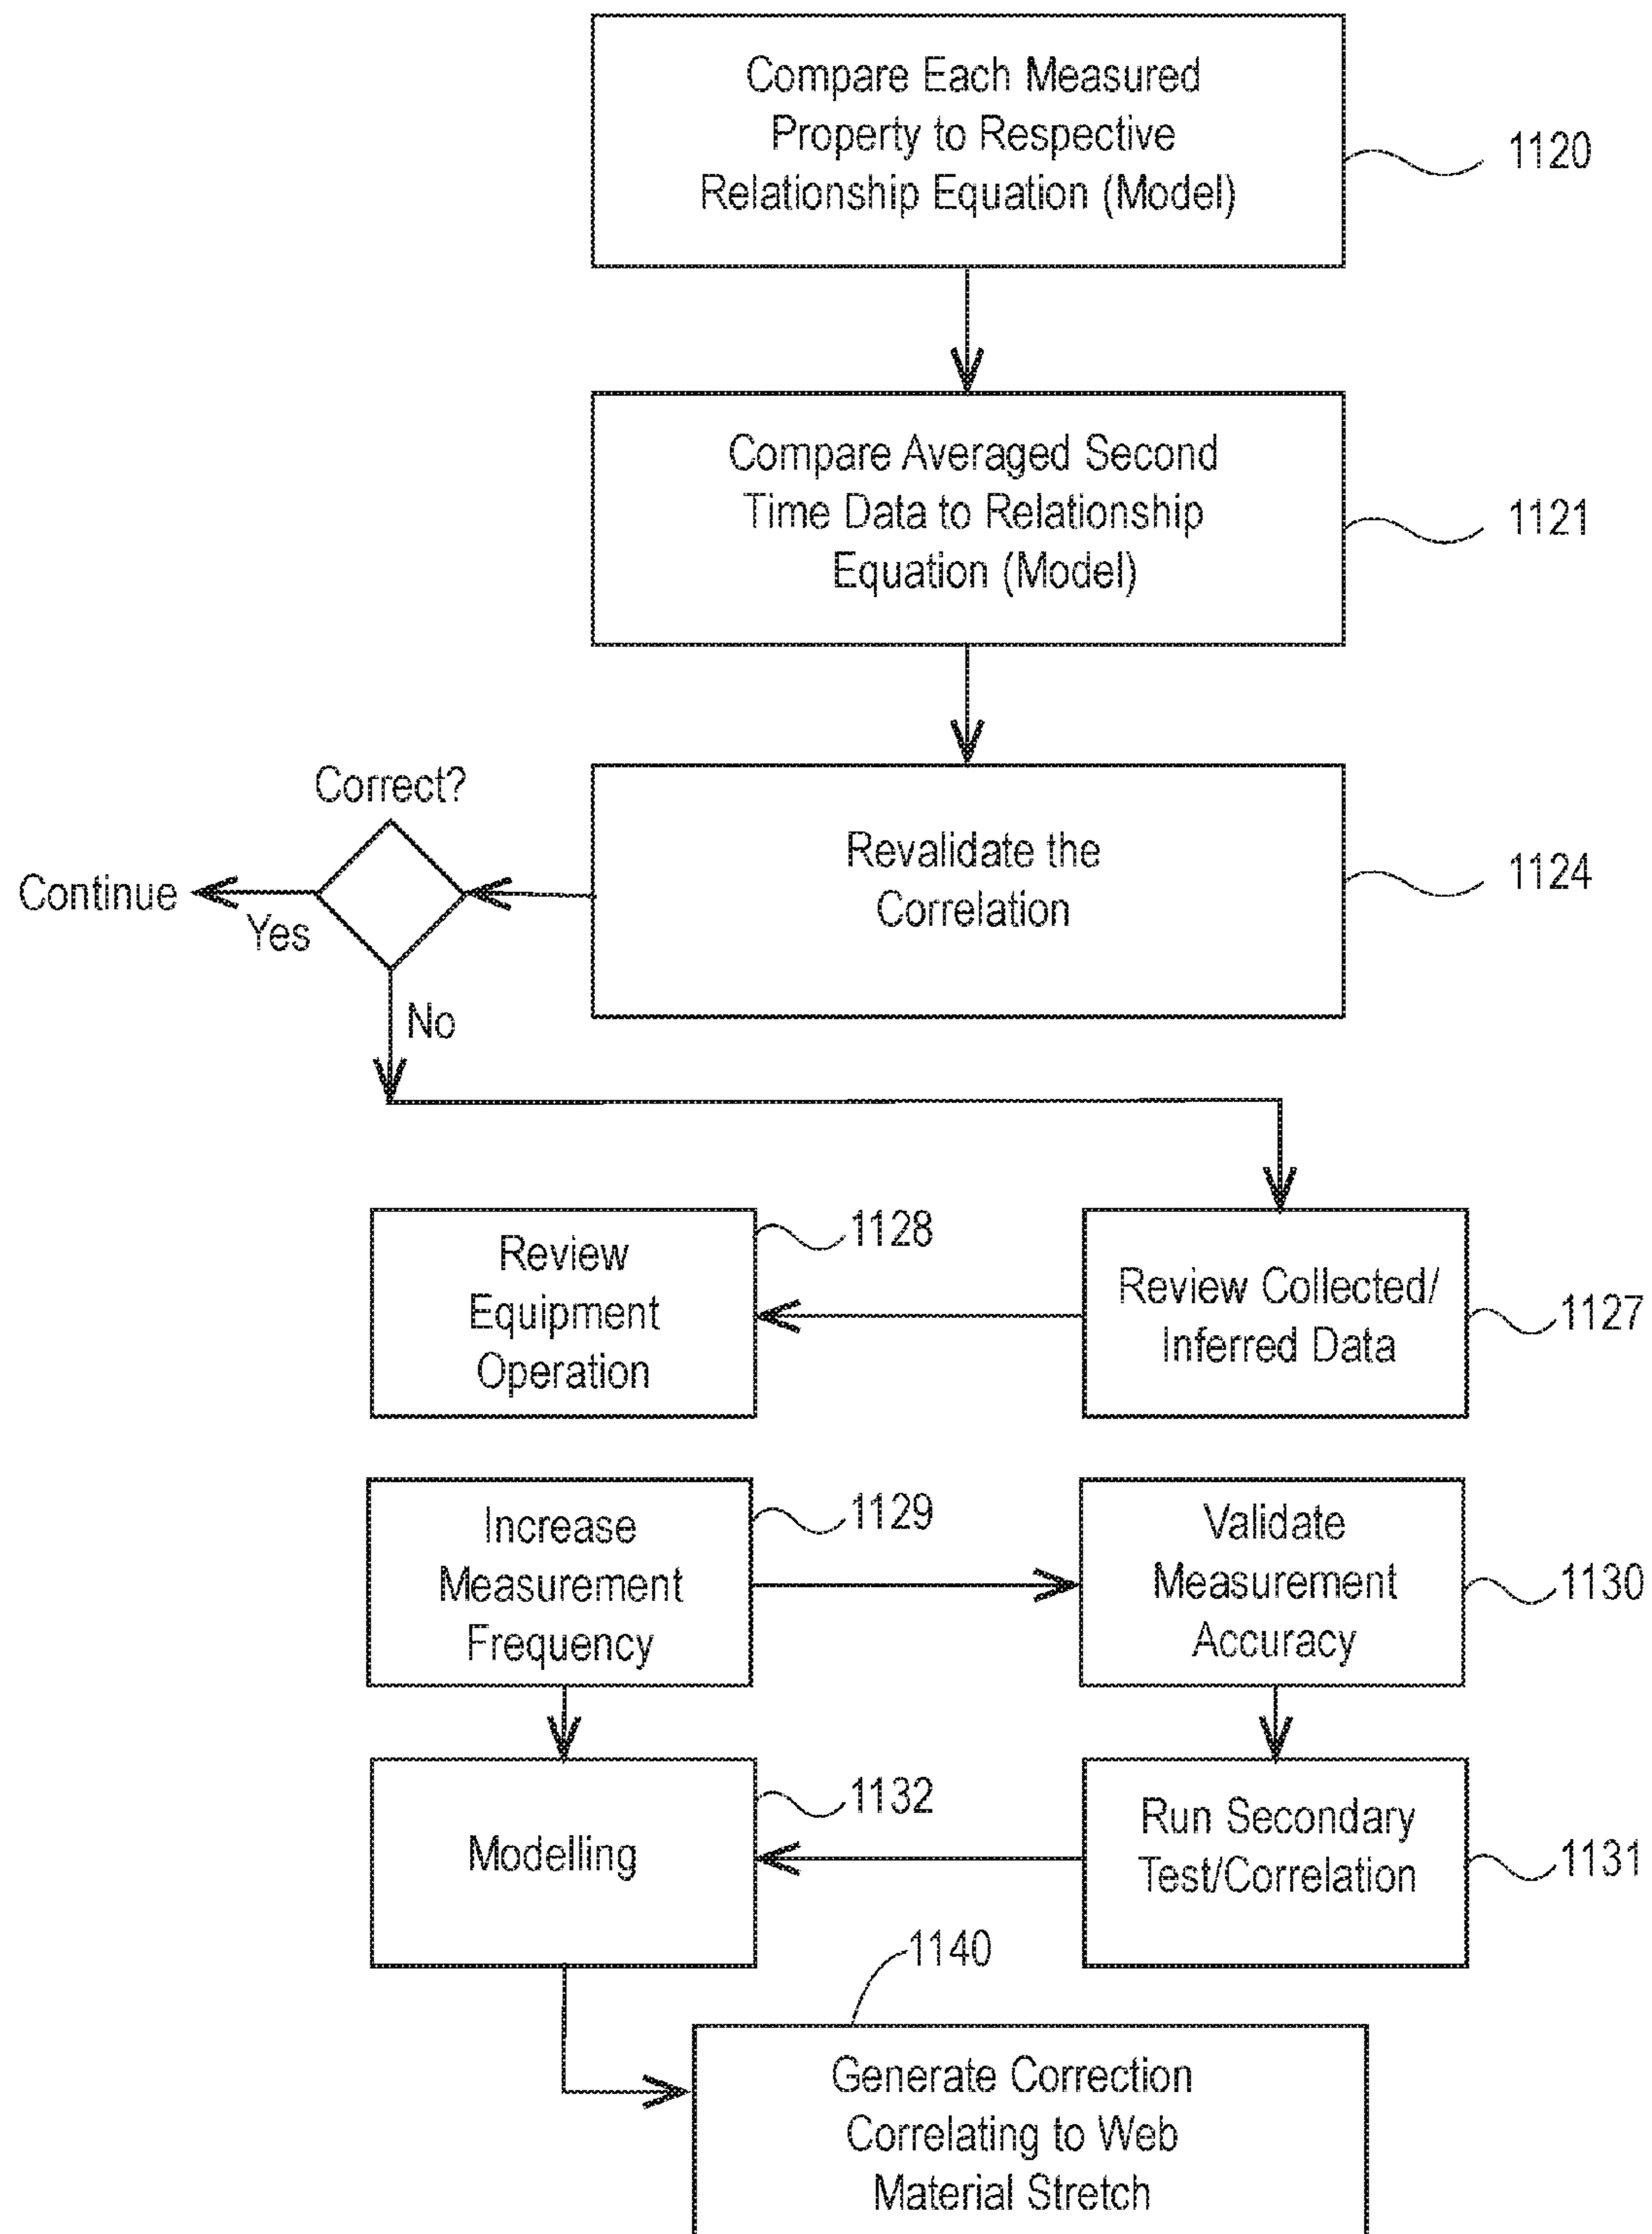 Compare Each Measured
Property to Respective
Relationship Equation (Model)
1120
Compare Averaged Second
Time Data to Relationship
Equation (Model)
1121
Correct?
Continue
Yes
No
Revalidate the
Correlation
1124
Review
Equipment
Operation
1128
Review Collected/
Inferred Data
1127
Increase
Measurement
Frequency
1129
Validate
Measurement
Accuracy
1130
Modelling
1132
Run Secondary
Test/Correlation
1131
1140
Generate Correction
Correlating to Web
Material Stretch